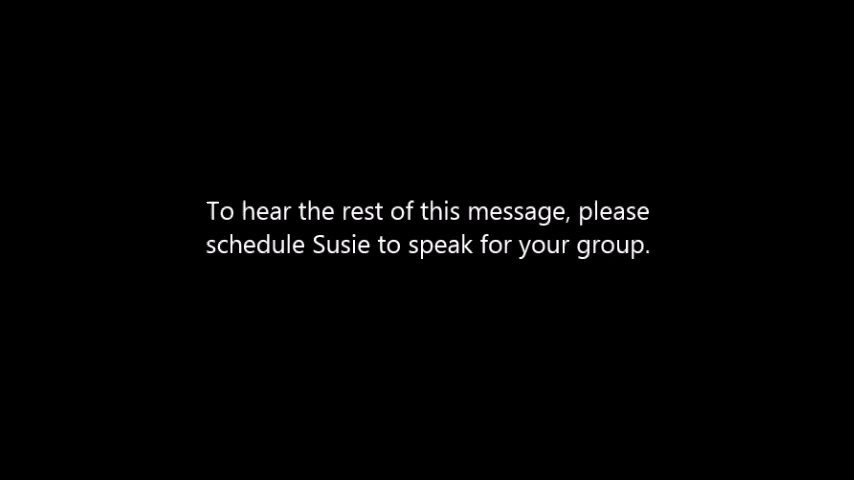 To hear the rest of this message, please
schedule Susie to speak for your group.